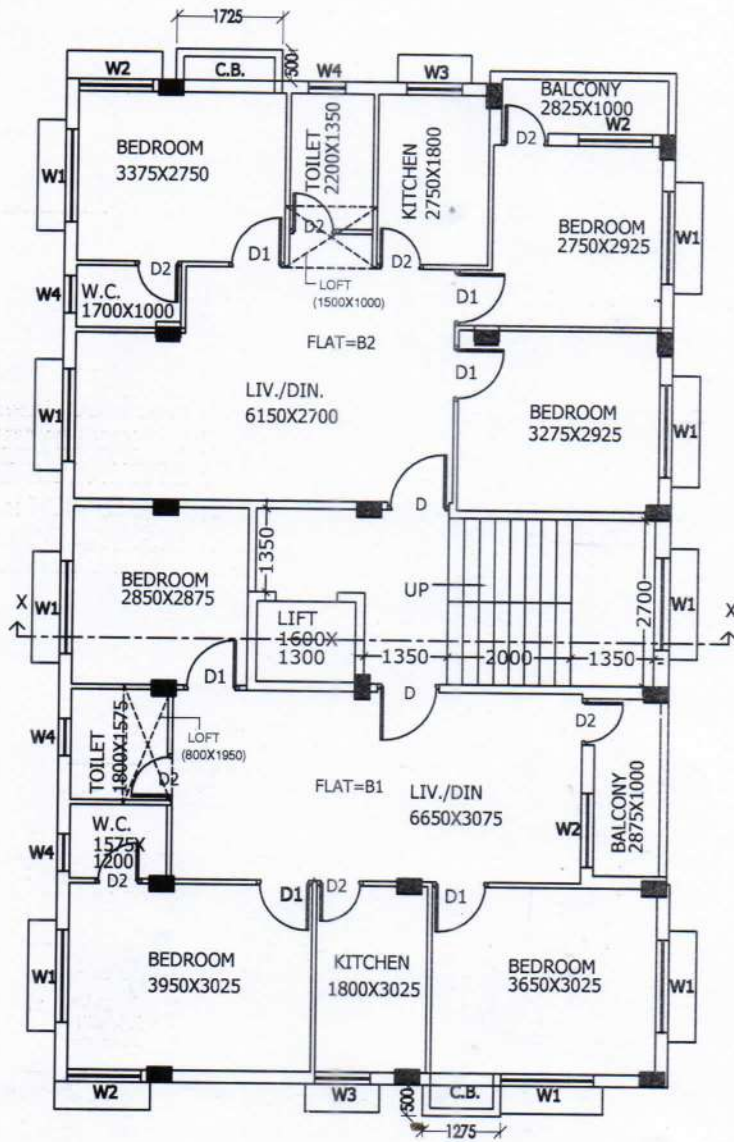 1725
W2
C.B.
500
W4
W3
BALCONY
2825X1000
W2
D2
BEDROOM
3375X2750
TOILET
2200X1350
KITCHEN
2750X1800
W1
BEDROOM
2750X2925
W1
D2
D1
D2
D2
W4
W.C.
1700X1000
LOFT
(1500X1000)
D1
FLAT=B2
D1
LIV./DIN.
6150X2700
W1
BEDROOM
3275X2925
W1
D
1350
BEDROOM
2850X2875
UP
2700
W1
W1
X
X
LIFT
1600X
1300
1350
2000
1350
D1
D
D2
W4
TOILET
1800X1575
LOFT
(800X1950)
D2
FLAT=B1
LIV./DIN
6650X3075
BALCONY
2875X1000
W2
W.C.
1575X
1200
W4
D2
D1
D2
D1
BEDROOM
3950X3025
KITCHEN
1800X3025
BEDROOM
3650X3025
W1
W1
W2
W3
500
C.B.
W1
1275